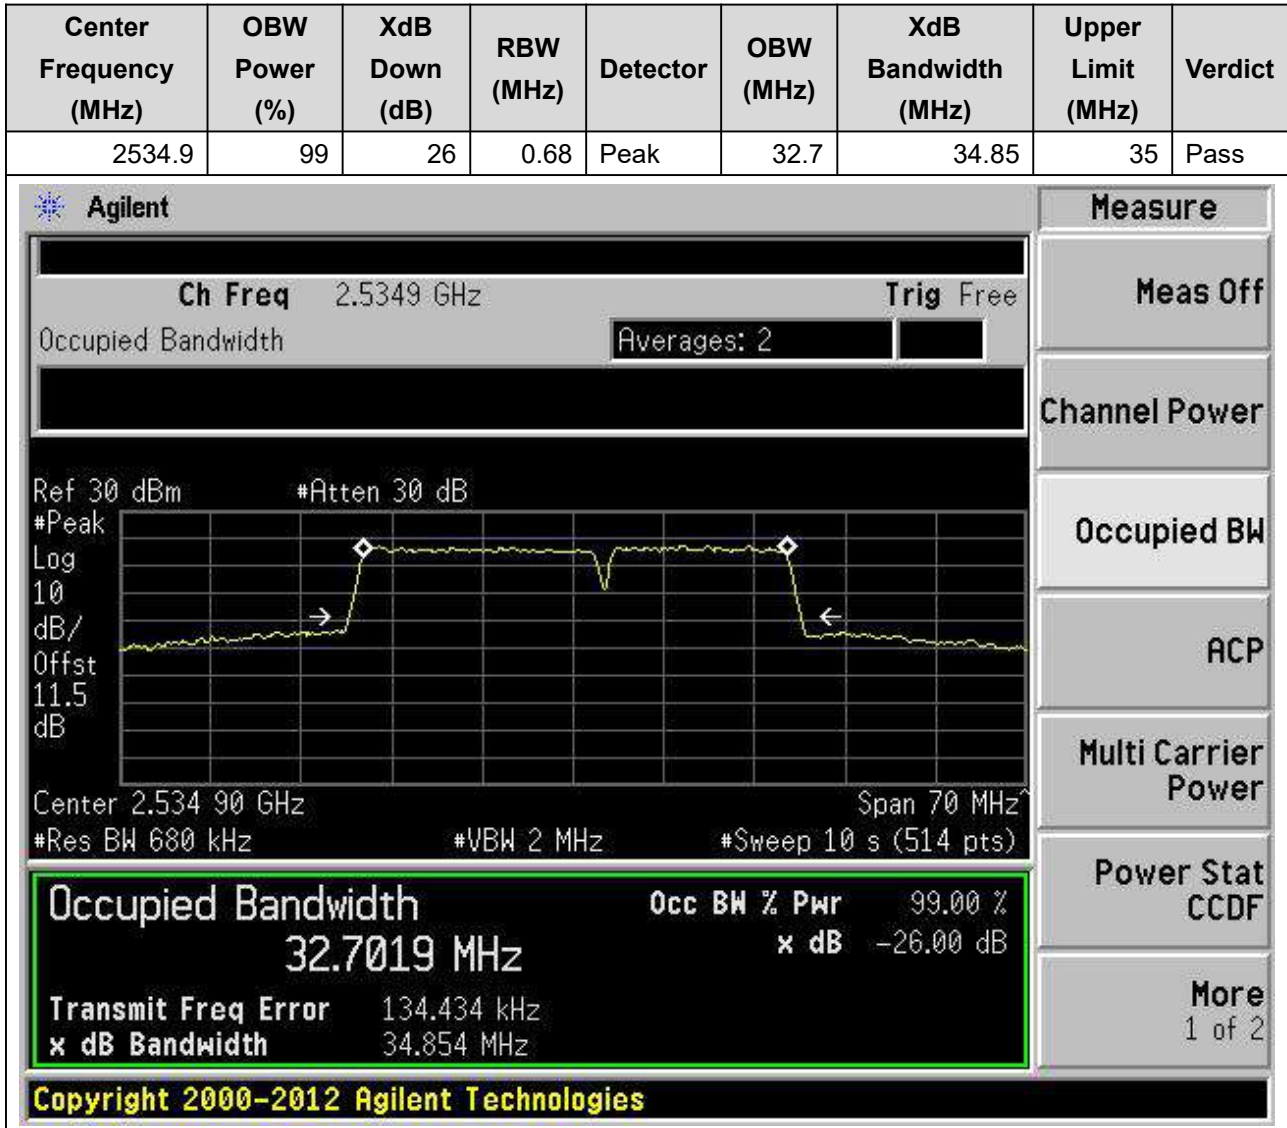 Center Frequency (MHz) OBW Power (%) XdB Down (dB) RBW (MHz) Detector OBW (MHz) XdB Bandwidth (MHz) Upper Limit (MHz) Verdict
2534.9 99 26 0.68 Peak 32.7 34.85 35 Pass
Agilent
Measure
Ch Freq 2.5349 GHz Trig Free
Occupied Bandwidth Averages: 2
Ref 30 dBm #Atten 30 dB
#Peak
Log
10
dB/
Offst
11.5
dB
Center 2.534 90 GHz Span 70 MHz^
#Res BW 680 kHz #VBW 2 MHz #Sweep 10 s (514 pts)
Occupied Bandwidth Occ BW % Pwr 99.00 %
32.7019 MHz x dB -26.00 dB
Transmit Freq Error 134.434 kHz
x dB Bandwidth 34.854 MHz
Meas Off
Channel Power
Occupied BW
ACP
Multi Carrier
Power
Power Stat
CCDF
More
1 of 2
Copyright 2000-2012 Agilent Technologies